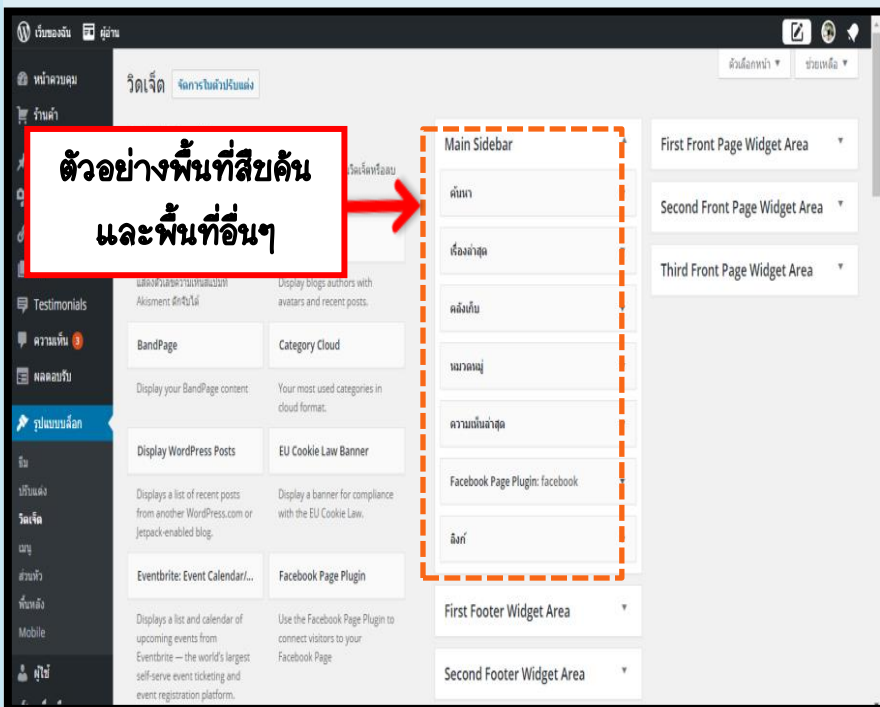 เว็บของฉัน ผู้อ่าน
ตัวเลือกหน้า ▼ ช่วยเหลือ ▼
หน้าควบคุม
ร้านค้า
Testimonials
ความเห็น 3
ผลตอบรับ
รูปแบบบล็อก
ธีม
ปรับแต่ง
วิดเจ็ต
เมนู
ส่วนหัว
พื้นหลัง
Mobile
ผู้ใช้
วิดเจ็ต จัดการในตัวปรับแต่ง
ตัวอย่างพื้นที่สืบค้น
และพื้นที่อื่นๆ
วิดเจ็ตหรือลบ
Akisment ดักจับได้
Display blogs authors with
avatars and recent posts.
BandPage
Display your BandPage content
Category Cloud
Your most used categories in
cloud format.
Display WordPress Posts
Displays a list of recent posts
from another WordPress.com or
Jetpack-enabled blog.
EU Cookie Law Banner
Display a banner for compliance
with the EU Cookie Law.
Eventbrite: Event Calendar/...
Displays a list and calendar of
upcoming events from
Eventbrite — the world's largest
self-serve event ticketing and
event registration platform.
Facebook Page Plugin
Use the Facebook Page Plugin to
connect visitors to your
Facebook Page
Main Sidebar
ค้นหา
เรื่องล่าสุด
คลังเก็บ
หมวดหมู่
ความเห็นล่าสุด
Facebook Page Plugin: facebook
ลิงก์
First Footer Widget Area
Second Footer Widget Area
First Front Page Widget Area
Second Front Page Widget Area
Third Front Page Widget Area